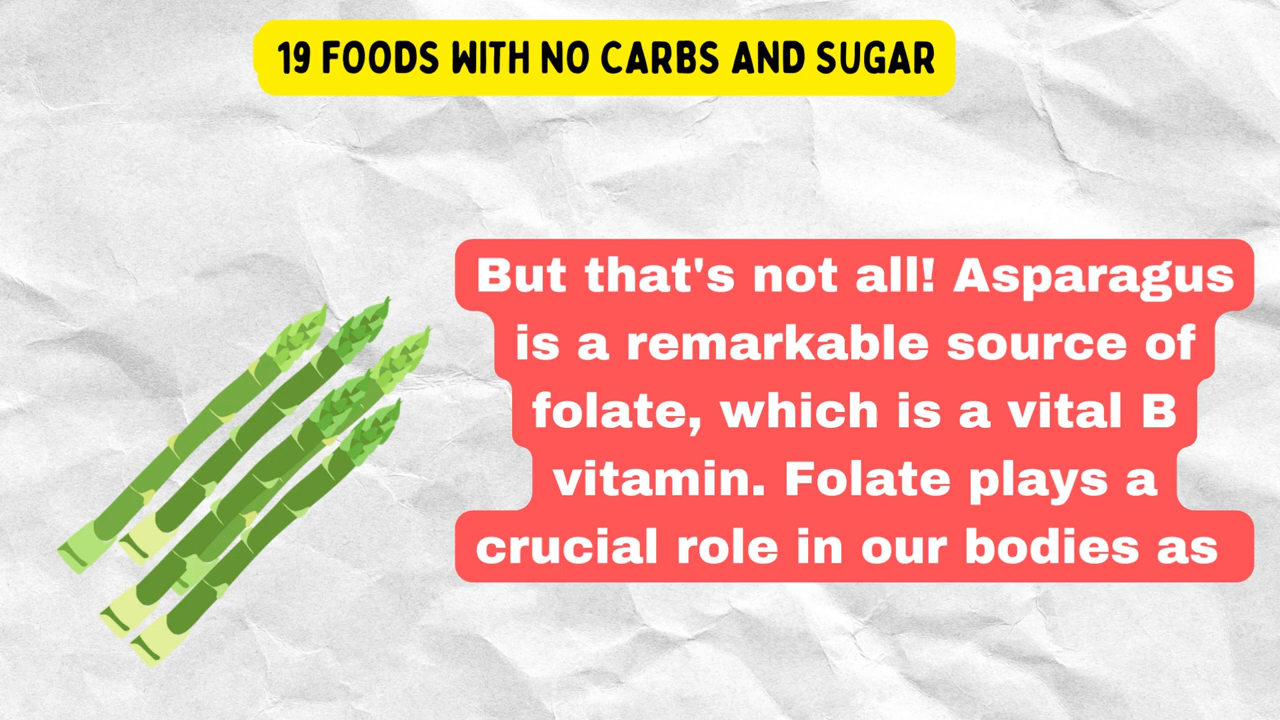 19 FOODS WITH NO CARBS AND SUGAR
But that's not all! Asparagus
is a remarkable source of
folate, which is a vital B
vitamin. Folate plays a
crucial role in our bodies as